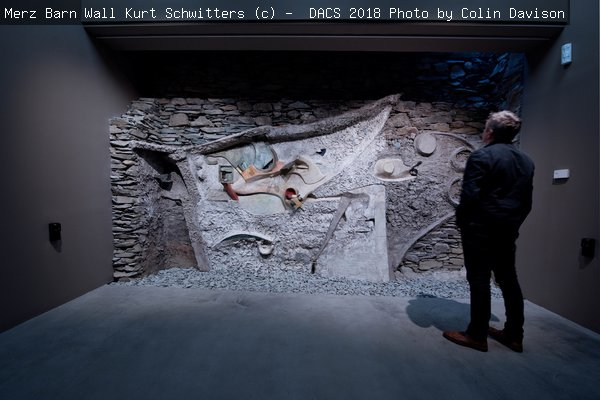 Merz Barn Wall Kurt Schwitters (c) -  DACS 2018 Photo by Colin Davison